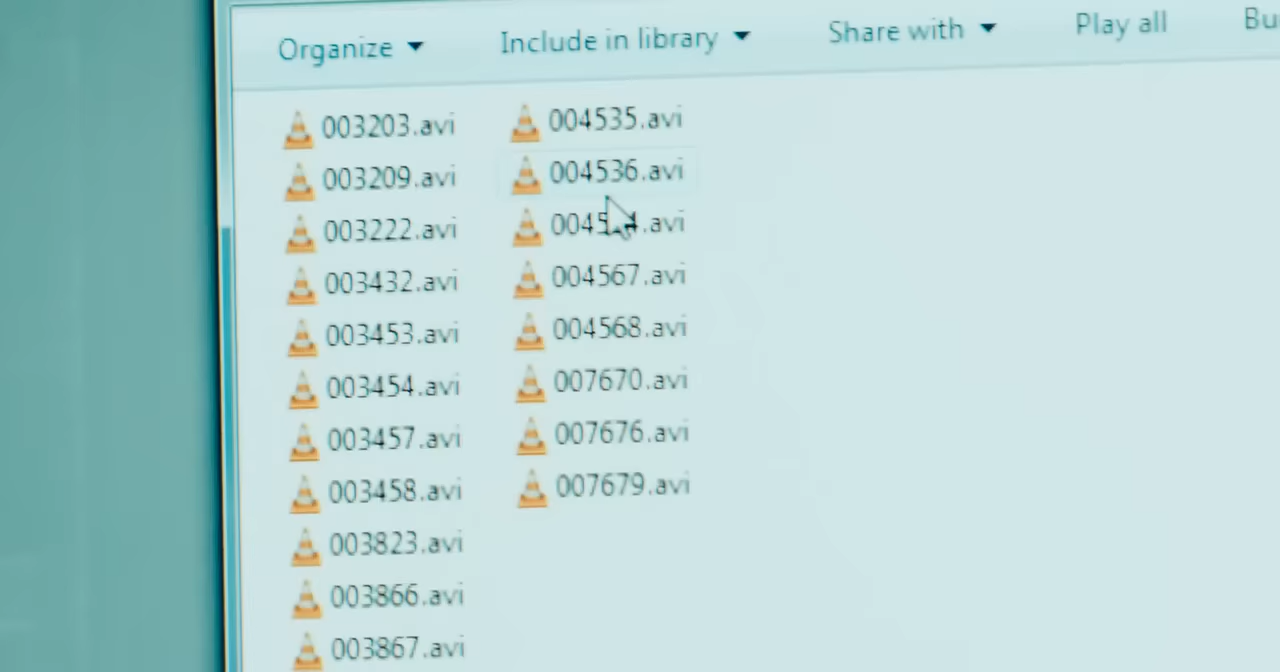 Organize Include in library Share with Play all
003203.avi
003209.avi
003222.avi
003432.avi
003453.avi
003454.avi
003457.avi
003458.avi
003823.avi
003866.avi
003867.avi
004535.avi
004536.avi
004567.avi
004568.avi
007670.avi
007676.avi
007679.avi